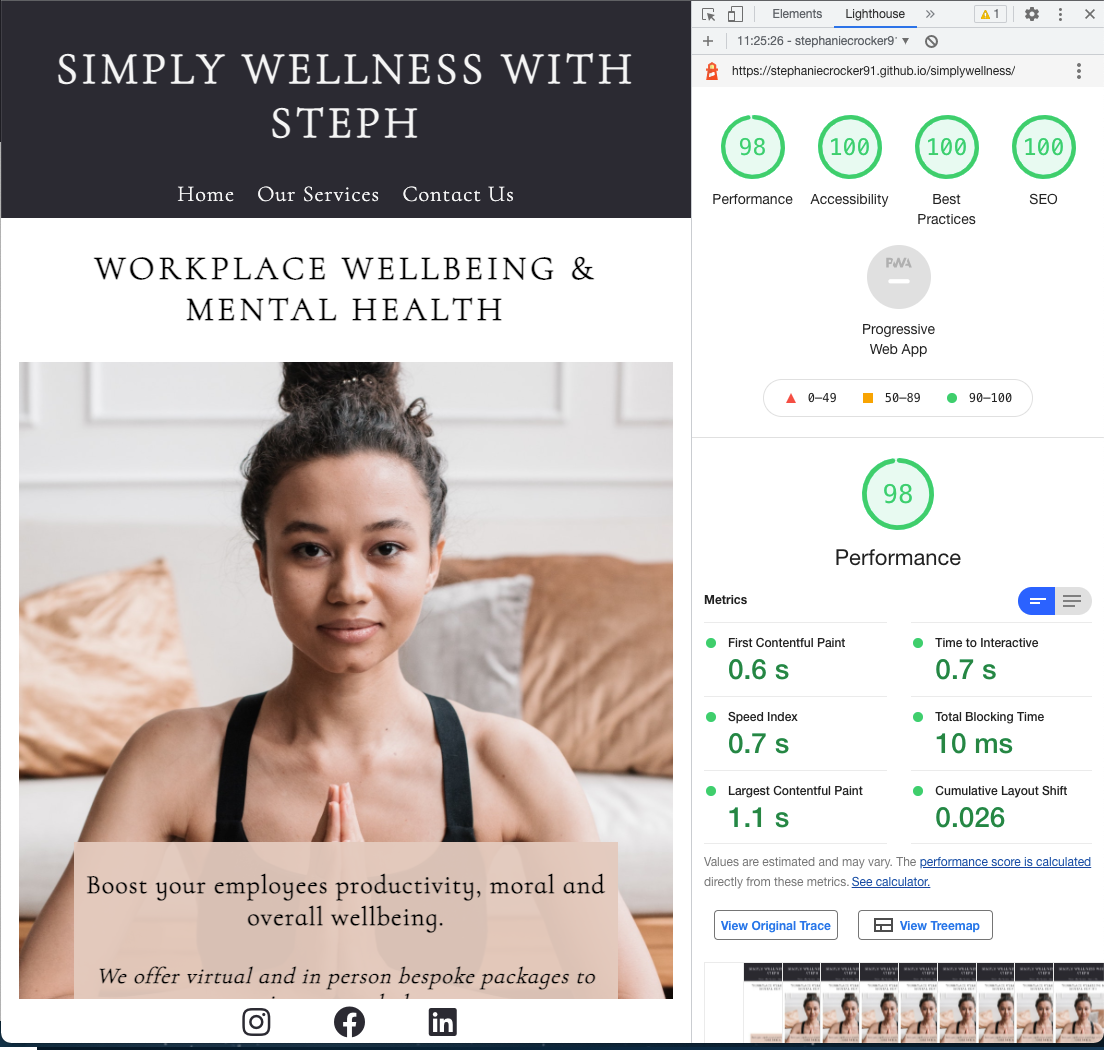 SIMPLY WELLNESS WITH
STEPH
Home Our Services Contact Us
WORKPLACE WELLBEING &
MENTAL HEALTH
Boost your employees productivity, moral and
overall wellbeing.
We offer virtual and in person bespoke packages to
Elements Lighthouse » 1
11:25:26 - stephaniecrocker9
https://stephaniecrocker91.github.io/simplywellness/
98 100 100 100
Performance Accessibility Best
Practices SEO
PWA
Progressive
Web App
0–49 50–89 90–100
98
Performance
Metrics
First Contentful Paint Time to Interactive
0.6 s 0.7 s
Speed Index Total Blocking Time
0.7 s 10 ms
Largest Contentful Paint Cumulative Layout Shift
1.1 s 0.026
Values are estimated and may vary. The performance score is calculated
directly from these metrics. See calculator.
View Original Trace View Treemap